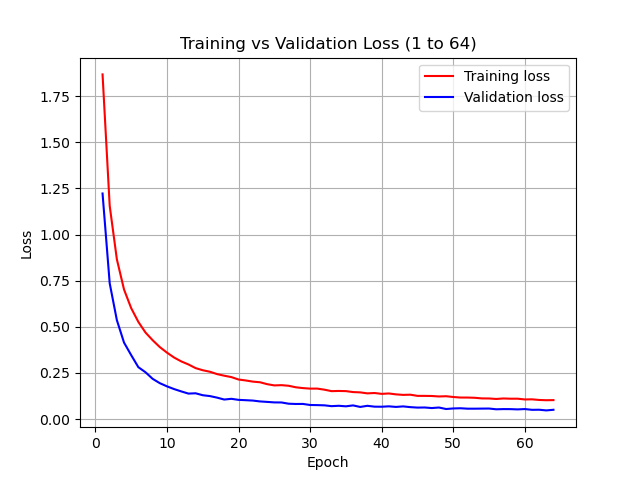 Training vs Validation Loss (1 to 64)
Training loss
Validation loss
1.75
1.50
1.25
1.00
0.75
0.50
0.25
0.00
Loss
0 10 20 30 40 50 60
Epoch